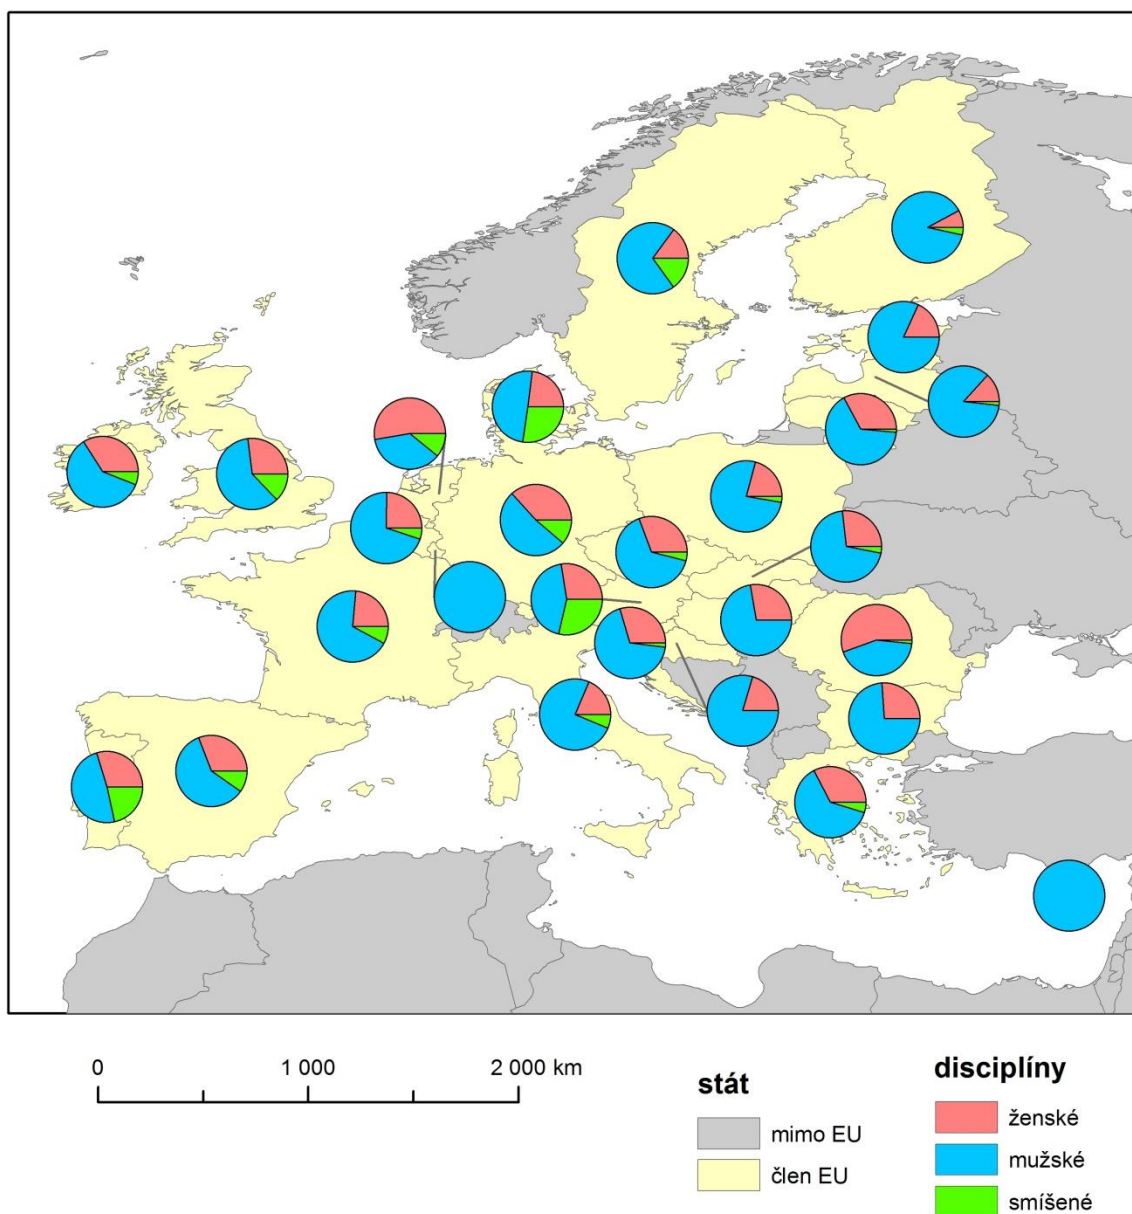 0 1 000 2 000 km
stát
mimo EU
člen EU
disciplíny
ženské
mužské
smíšené